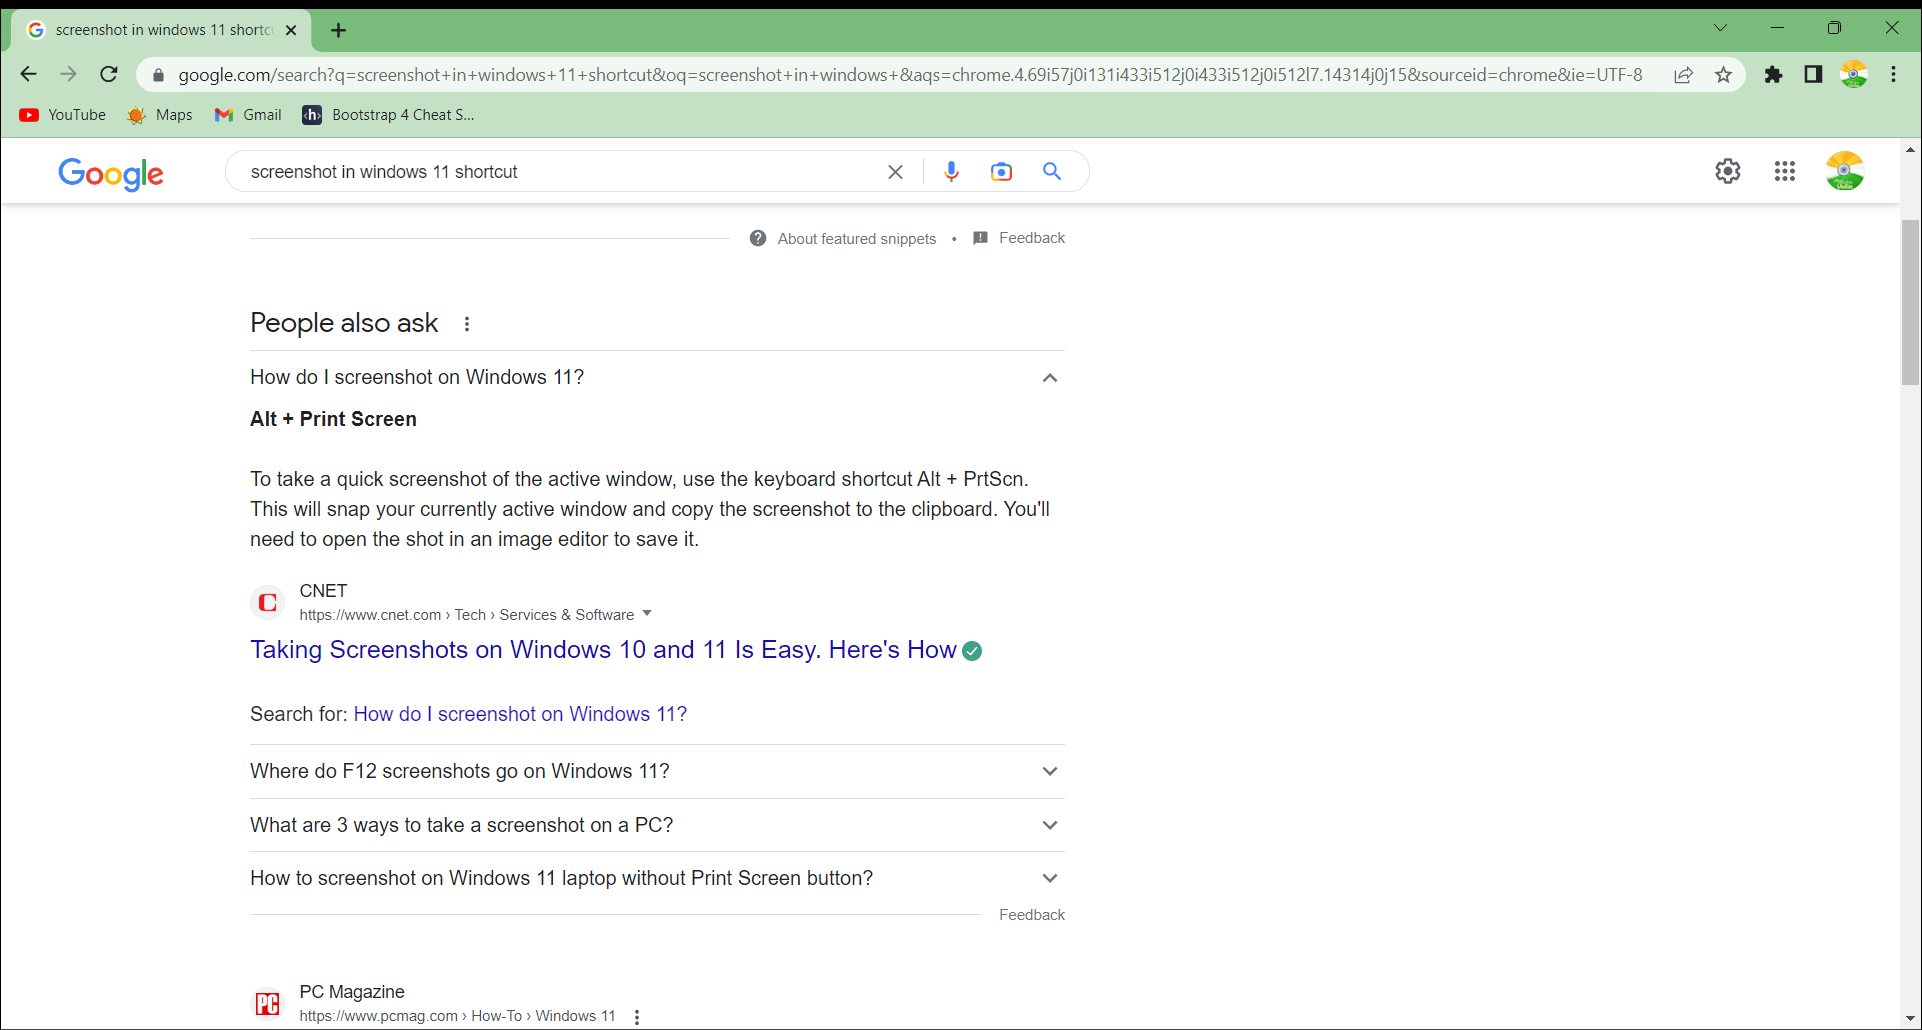 screenshot in windows 11 shortcu
google.com/search?q=screenshot+in+windows+11+shortcut&oq=screenshot+in+windows+&aqs=chrome.4.69i57j0i131i433i512j0i433i512j0i512l7.14314j0j15&sourceid=chrome&ie=UTF-8
YouTube Maps Gmail <h> Bootstrap 4 Cheat S...
Google screenshot in windows 11 shortcut
About featured snippets • Feedback
People also ask
How do I screenshot on Windows 11?
Alt + Print Screen
To take a quick screenshot of the active window, use the keyboard shortcut Alt + PrtScn.
This will snap your currently active window and copy the screenshot to the clipboard. You'll
need to open the shot in an image editor to save it.
CNET
https://www.cnet.com › Tech › Services & Software
Taking Screenshots on Windows 10 and 11 Is Easy. Here's How
Search for: How do I screenshot on Windows 11?
Where do F12 screenshots go on Windows 11?
What are 3 ways to take a screenshot on a PC?
How to screenshot on Windows 11 laptop without Print Screen button?
Feedback
PC PC Magazine
https://www.pcmag.com › How-To › Windows 11